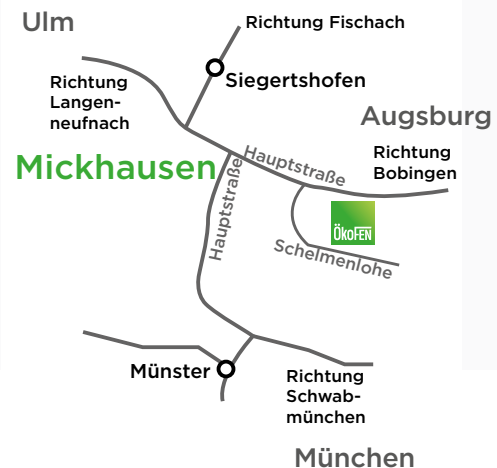 Ulm
Richtung Fischach
Siegertshofen
Richtung
Langen-
neufnach
Augsburg
Mickhausen
Hauptstraße
Richtung
Bobingen
Hauptstraße
ÖkoFEN
Schelmenlohe
Münster
Richtung
Schwab-
münchen
München